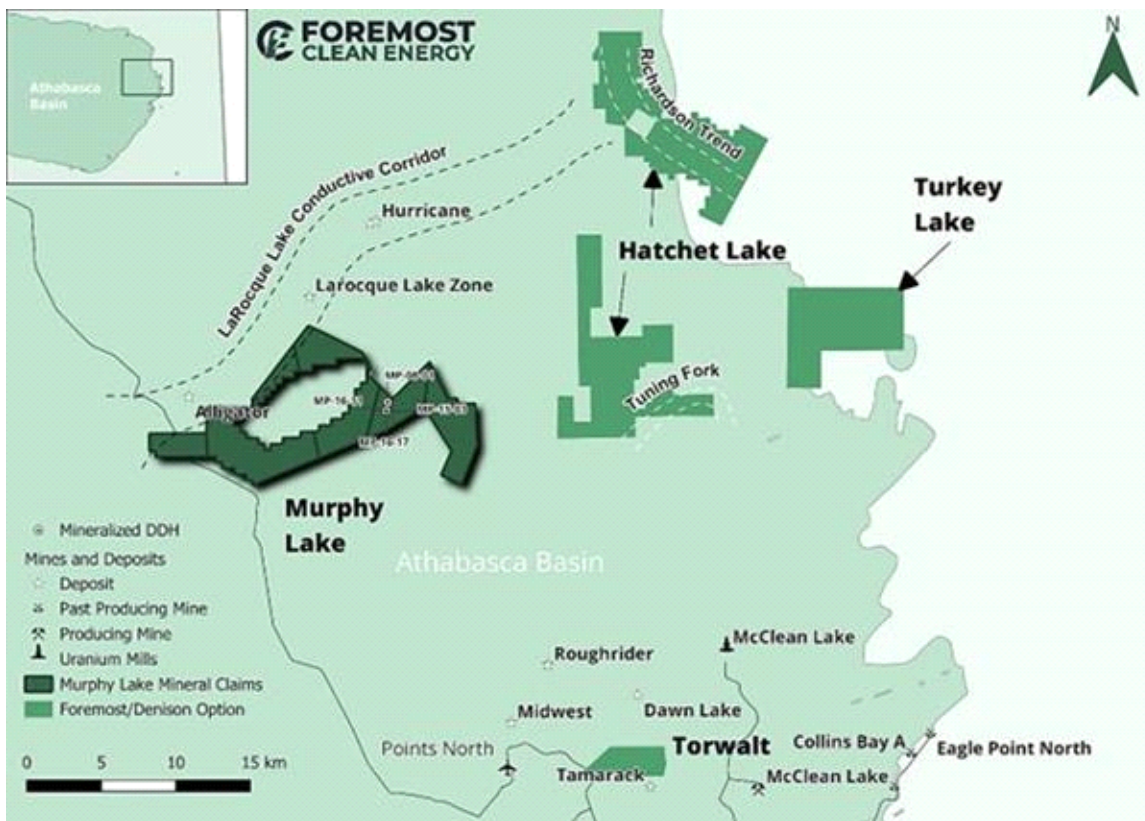 FOREMOST
CLEAN ENERGY
N
Athabasca
Basin
Richardson Trend
LaRocque Lake Conductive Corridor
Hurricane
Turkey
Lake
Hatchet Lake
Larocque Lake Zone
Tuning Fork
Alligator
MP-15-03
MP-16-17
Murphy
Lake
Athabasca Basin
Mineralized DDH
Mines and Deposits
Deposit
Past Producing Mine
Producing Mine
Uranium Mills
Murphy Lake Mineral Claims
Foremost/Denison Option
0 5 10 15 km
McClean Lake
Roughrider
Dawn Lake
Midwest
Points North
Torwalt
Collins Bay A
Eagle Point North
Tamarack
McClean Lake